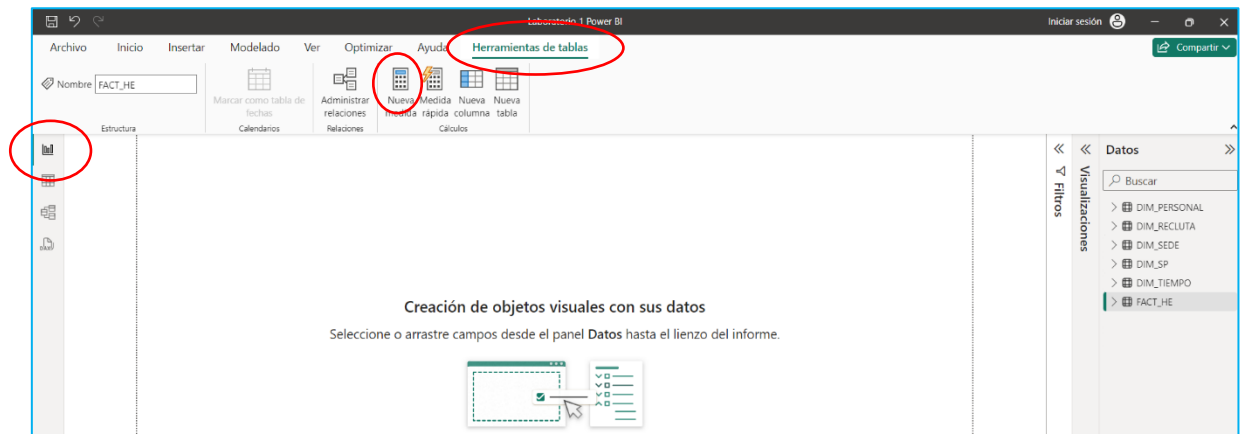 Laboratorio 1 Power BI
Iniciar sesión
Archivo Inicio Insertar Modelado Ver Optimizar Ayuda Herramientas de tablas
Compartir
Nombre FACT_HE
Marcar como tabla de fechas
Administrar relaciones
Nueva medida
Medida rápida
Nueva columna
Nueva tabla
Estructura Calendarios Relaciones Cálculos
Filtros
Visualizaciones
Datos
Buscar
DIM_PERSONAL
DIM_RECLUTA
DIM_SEDE
DIM_SP
DIM_TIEMPO
FACT_HE
Creación de objetos visuales con sus datos
Seleccione o arrastre campos desde el panel Datos hasta el lienzo del informe.